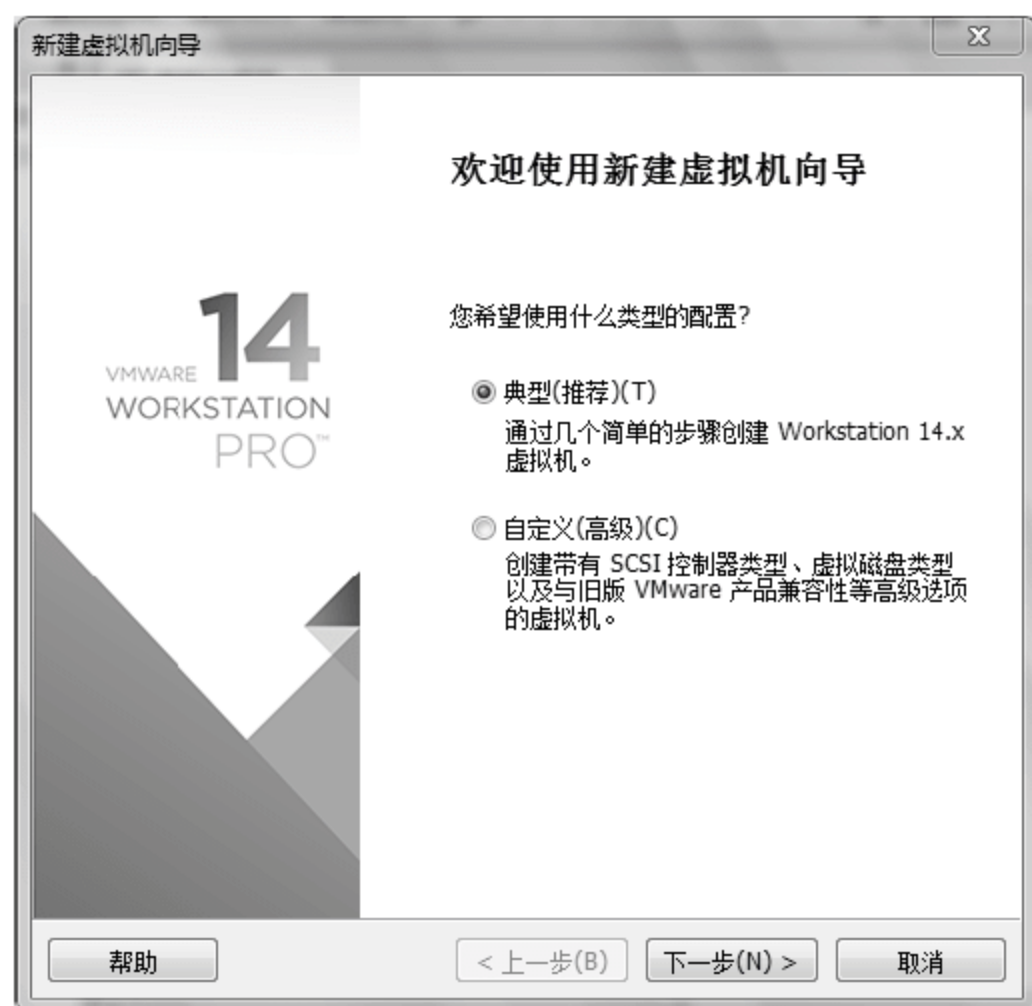 新建虚拟机向导
欢迎使用新建虚拟机向导
14
VMWARE
WORKSTATION
PRO™
您希望使用什么类型的配置?
典型(推荐)(T)
通过几个简单的步骤创建 Workstation 14.x
虚拟机。
自定义(高级)(C)
创建带有 SCSI 控制器类型、虚拟磁盘类型
以及与旧版 VMware 产品兼容性等高级选项
的虚拟机。
帮助
< 上一步(B)
下一步(N) >
取消